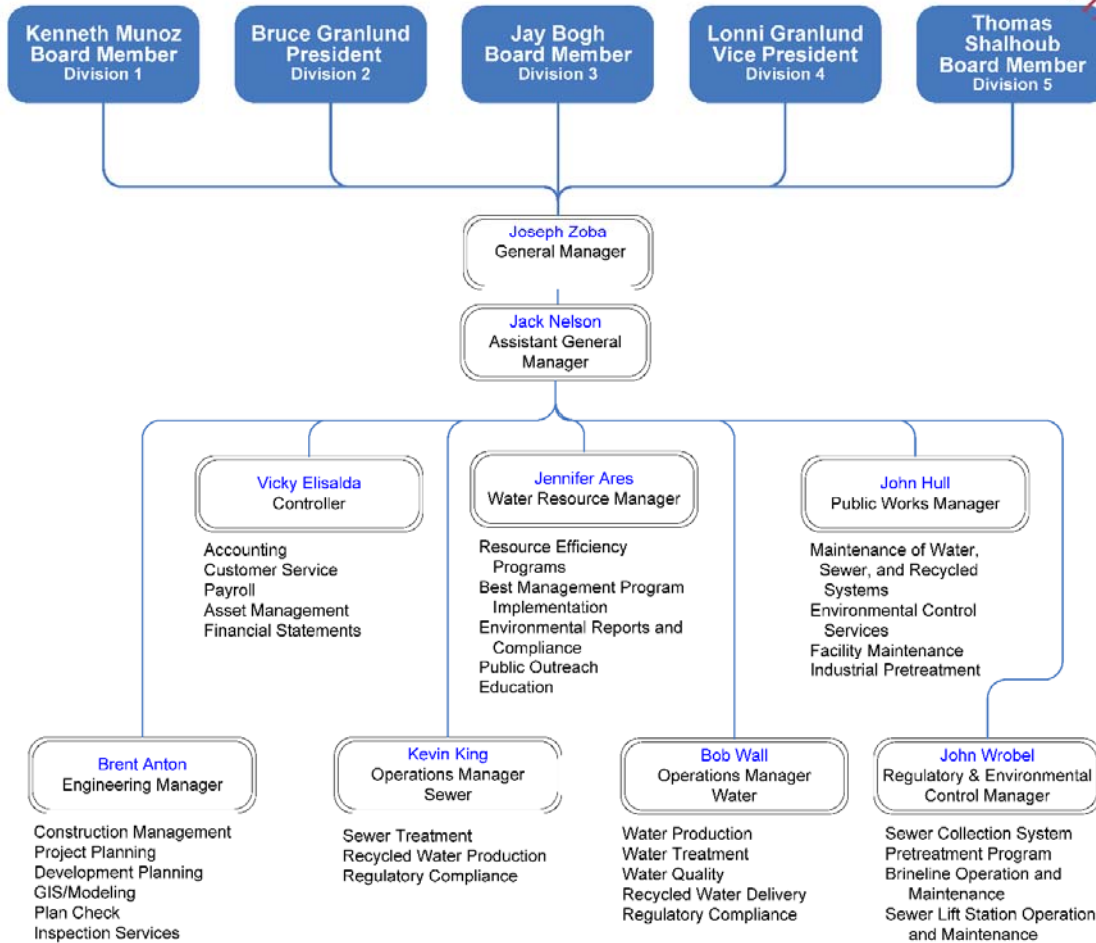 Kenneth Munoz
Board Member
Division 1
Bruce Granlund
President
Division 2
Jay Bogh
Board Member
Division 3
Lonni Granlund
Vice President
Division 4
Thomas
Shalhoub
Board Member
Division 5
Joseph Zoba
General Manager
Jack Nelson
Assistant General
Manager
Vicky Elisalda
Controller
Accounting
Customer Service
Payroll
Asset Management
Financial Statements
Jennifer Ares
Water Resource Manager
Resource Efficiency
Programs
Best Management Program
Implementation
Environmental Reports and
Compliance
Public Outreach
Education
John Hull
Public Works Manager
Maintenance of Water,
Sewer, and Recycled
Systems
Environmental Control
Services
Facility Maintenance
Industrial Pretreatment
Brent Anton
Engineering Manager
Construction Management
Project Planning
Development Planning
GIS/Modeling
Plan Check
Inspection Services
Kevin King
Operations Manager
Sewer
Sewer Treatment
Recycled Water Production
Regulatory Compliance
Bob Wall
Operations Manager
Water
Water Production
Water Treatment
Water Quality
Recycled Water Delivery
Regulatory Compliance
John Wrobel
Regulatory & Environmental
Control Manager
Sewer Collection System
Pretreatment Program
Brineline Operation and
Maintenance
Sewer Lift Station Operation
and Maintenance